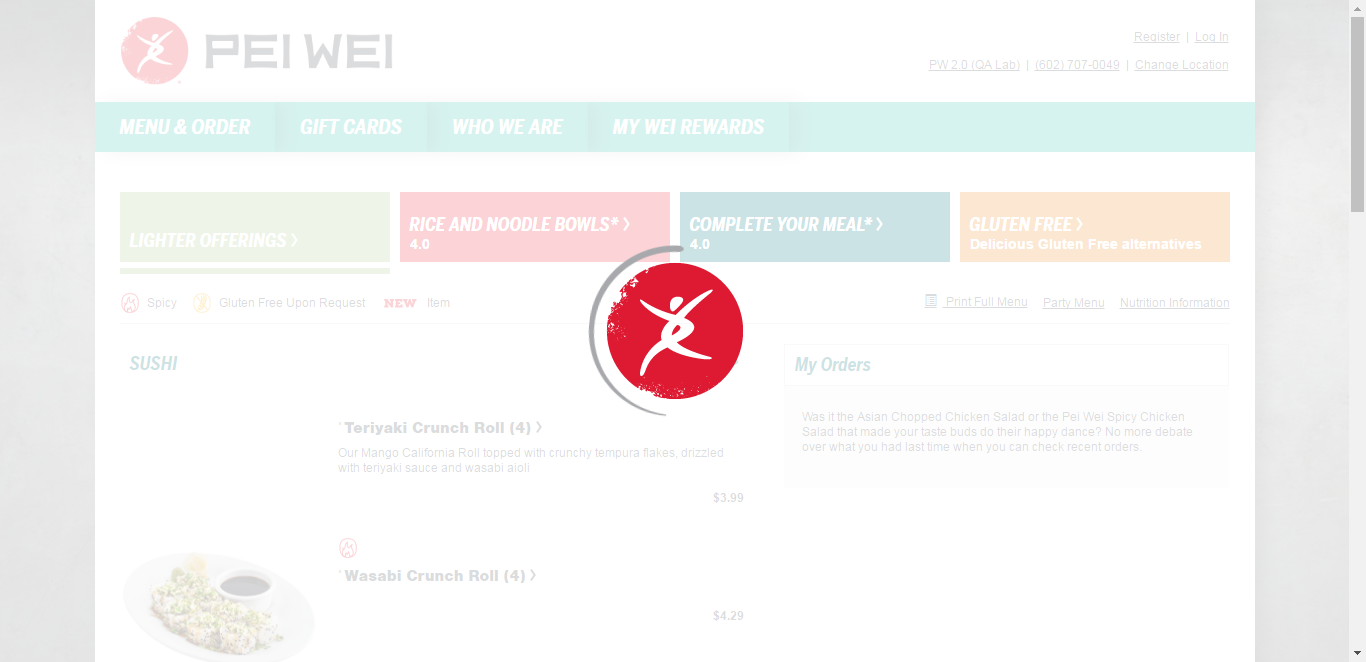 PEI WEI
Register | Log In
PW 2.0 (QA Lab) | (602) 707-0049 | Change Location
MENU & ORDER GIFT CARDS WHO WE ARE MY WEI REWARDS
LIGHTER OFFERINGS >
RICE AND NOODLE BOWLS* >
4.0
COMPLETE YOUR MEAL* >
4.0
GLUTEN FREE >
Delicious Gluten Free alternatives
Spicy Gluten Free Upon Request NEW Item
Print Full Menu Party Menu Nutrition Information
SUSHI
*Teriyaki Crunch Roll (4) >
Our Mango California Roll topped with crunchy tempura flakes, drizzled
with teriyaki sauce and wasabi aioli
$3.99
*Wasabi Crunch Roll (4) >
$4.29
My Orders
Was it the Asian Chopped Chicken Salad or the Pei Wei Spicy Chicken
Salad that made your taste buds do their happy dance? No more debate
over what you had last time when you can check recent orders.